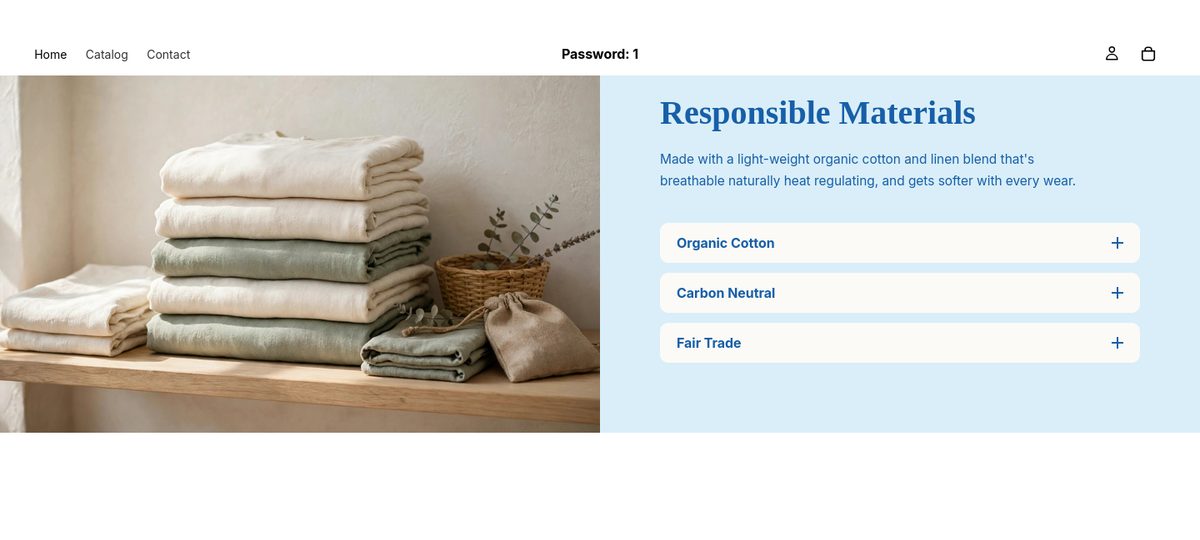 Home Catalog Contact Password: 1
Responsible Materials
Made with a light-weight organic cotton and linen blend that's
breathable naturally heat regulating, and gets softer with every wear.
Organic Cotton
Carbon Neutral
Fair Trade